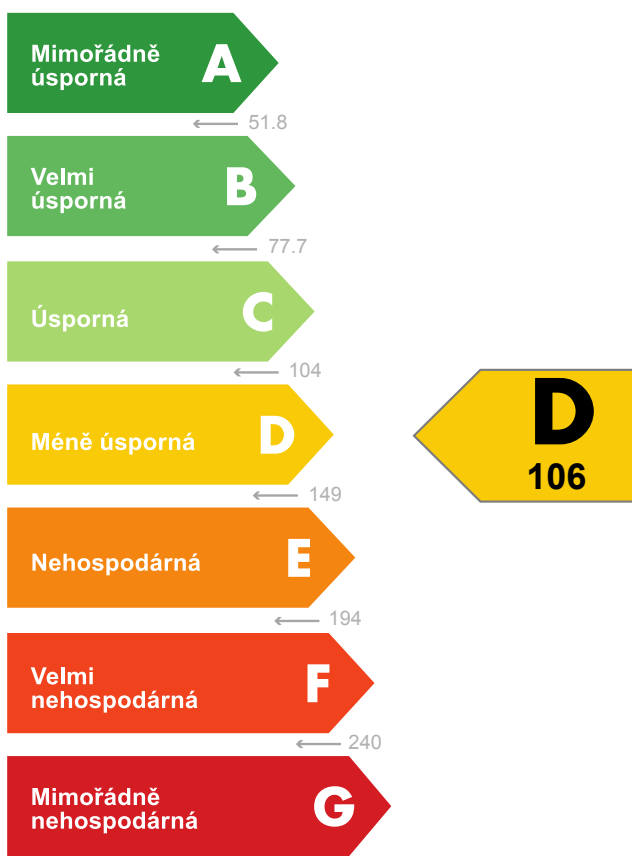 Mimořádně
úsporná
A
← 51.8
Velmi
úsporná
B
← 77.7
Úsporná
C
← 104
Méně úsporná
D
← 149
D
106
Nehospodárná
E
← 194
Velmi
nehospodárná
F
← 240
Mimořádně
nehospodárná
G